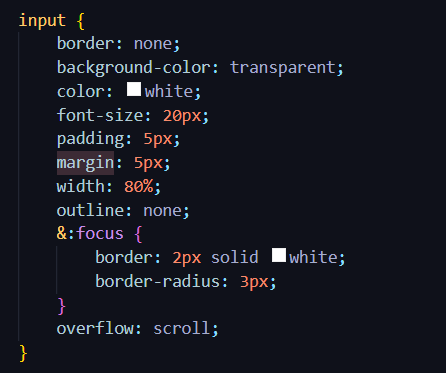 input {
border: none;
background-color: transparent;
color: white;
font-size: 20px;
padding: 5px;
margin: 5px;
width: 80%;
outline: none;
&:focus {
border: 2px solid white;
border-radius: 3px;
}
overflow: scroll;
}